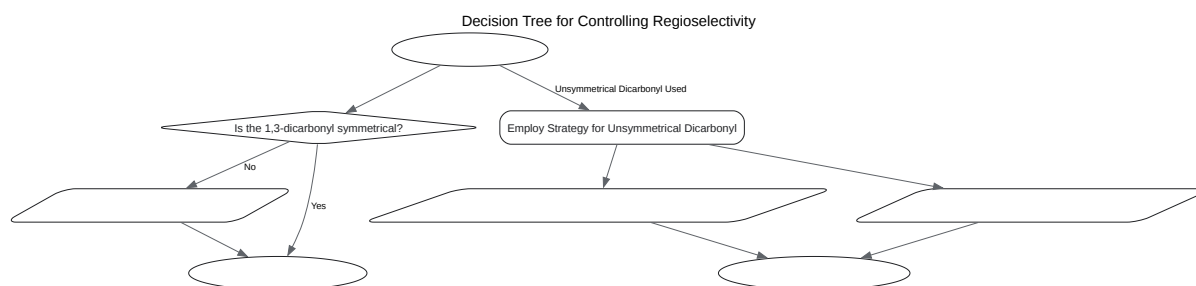 Decision Tree for Controlling Regioselectivity
Unsymmetrical Dicarbonyl Used
Is the 1,3-dicarbonyl symmetrical?
Employ Strategy for Unsymmetrical Dicarbonyl
No
Yes